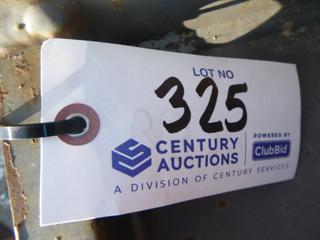 LOT NO
325
CENTURY
AUCTIONS
POWERED BY
ClubBid
A DIVISION OF CENTURY SERVICES